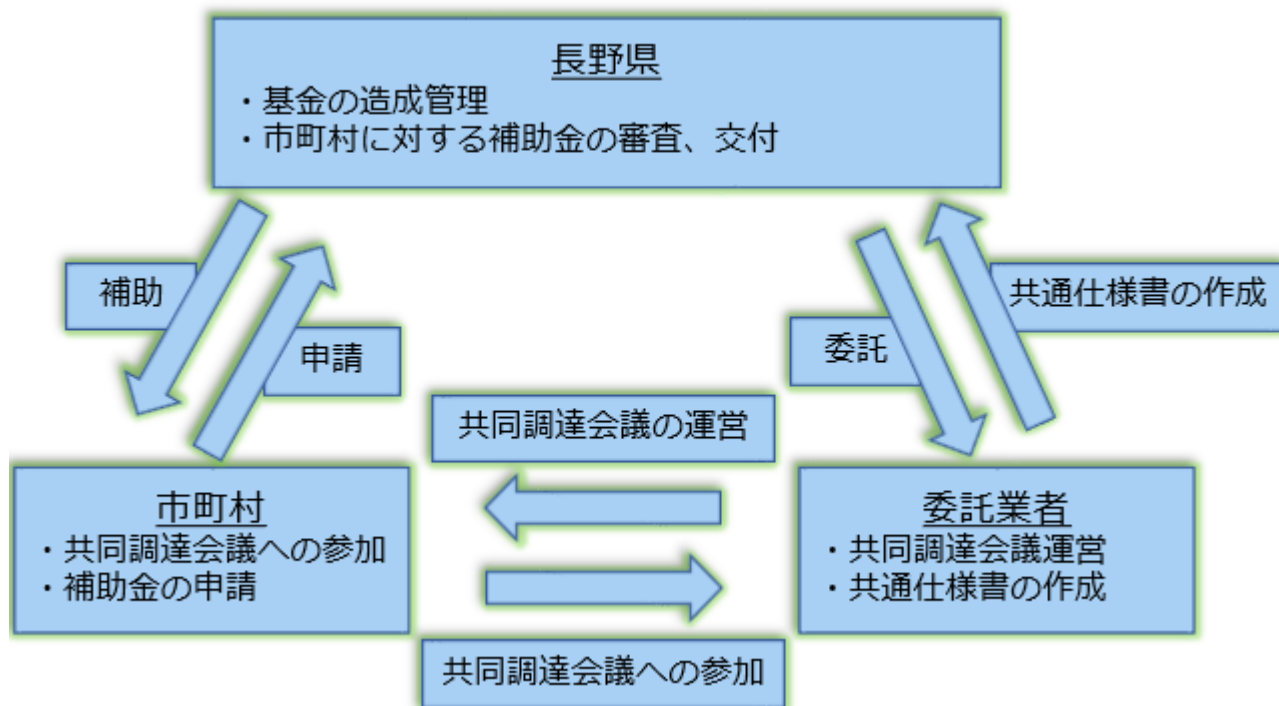 長野県
・基金の造成管理
・市町村に対する補助金の審査、交付
補助
申請
委託
共通仕様書の作成
共同調達会議の運営
市町村
・共同調達会議への参加
・補助金の申請
委託業者
・共同調達会議運営
・共通仕様書の作成
共同調達会議への参加